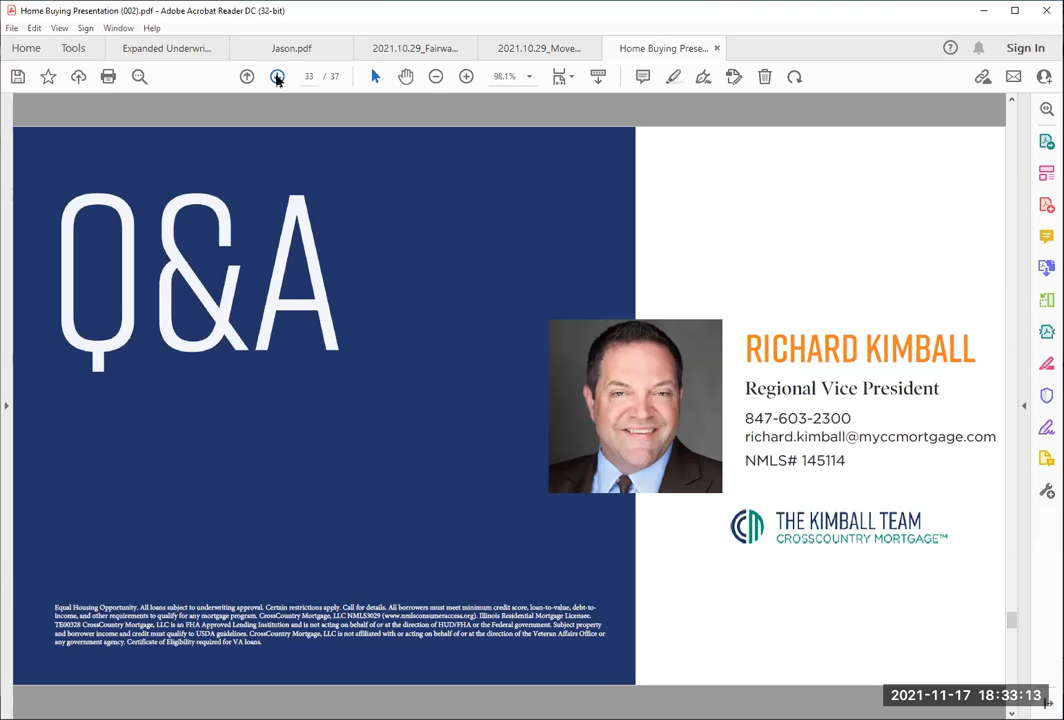 Home Buying Presentation (002).pdf - Adobe Acrobat Reader DC (32-bit)
File Edit View Sign Window Help
Home Tools Expanded Underwri... Jason.pdf 2021.10.29_Fairwa... 2021.10.29_Move... Home Buying Prese... × Sign In
33 / 37 98.1%
Q&A
RICHARD KIMBALL
Regional Vice President
847-603-2300
richard.kimball@myccmortgage.com
NMLS# 145114
THE KIMBALL TEAM
CROSSCOUNTRY MORTGAGE™
Equal Housing Opportunity. All loans subject to underwriting approval. Certain restrictions apply. Call for details. All borrowers must meet minimum credit score, loan-to-value, debt-to-
income, and other requirements to qualify for any mortgage program. CrossCountry Mortgage, LLC NMLS3029 (www.nmlsconsumeraccess.org). Illinois Residential Mortgage Licensee.
TE00328 CrossCountry Mortgage, LLC is an FHA Approved Lending Institution and is not acting on behalf of or at the direction of HUD/FHA or the Federal government. Subject property
and borrower income and credit must qualify to USDA guidelines. CrossCountry Mortgage, LLC is not affiliated with or acting on behalf of or at the direction of the Veteran Affairs Office or
any government agency. Certificate of Eligibility required for VA loans.
2021-11-17 18:33:13